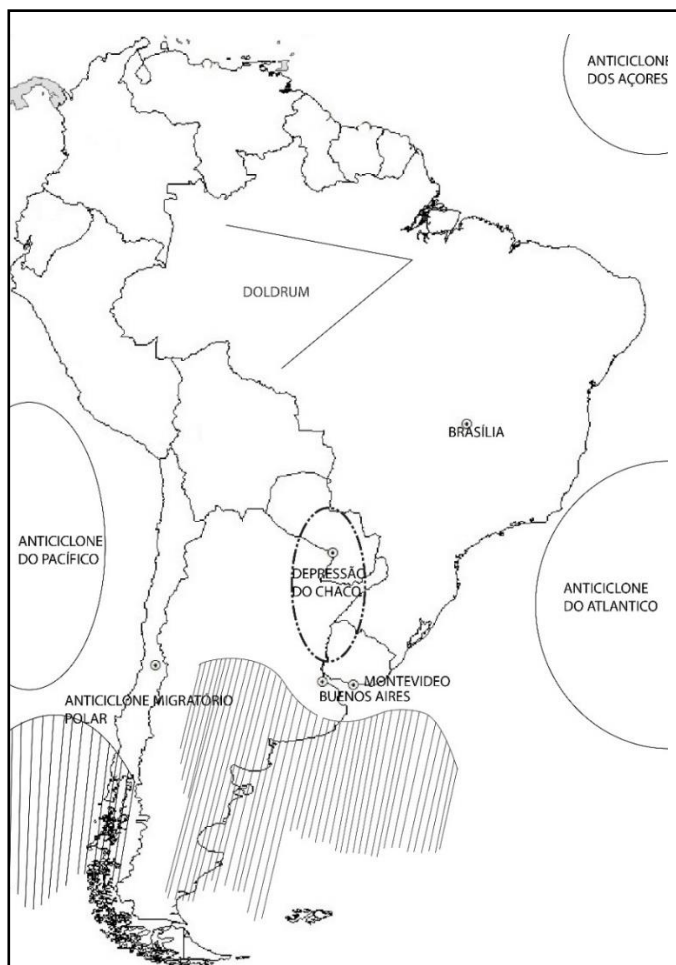 ANTICICLONE
DOS AÇORES
DOLDRUM
BRASÍLIA
ANTICICLONE
DO PACÍFICO
DEPRESSÃO
DO CHACO
ANTICICLONE
DO ATLANTICO
MONTEVIDEO
BUENOS AIRES
ANTICICLONE MIGRATÓRIO
POLAR